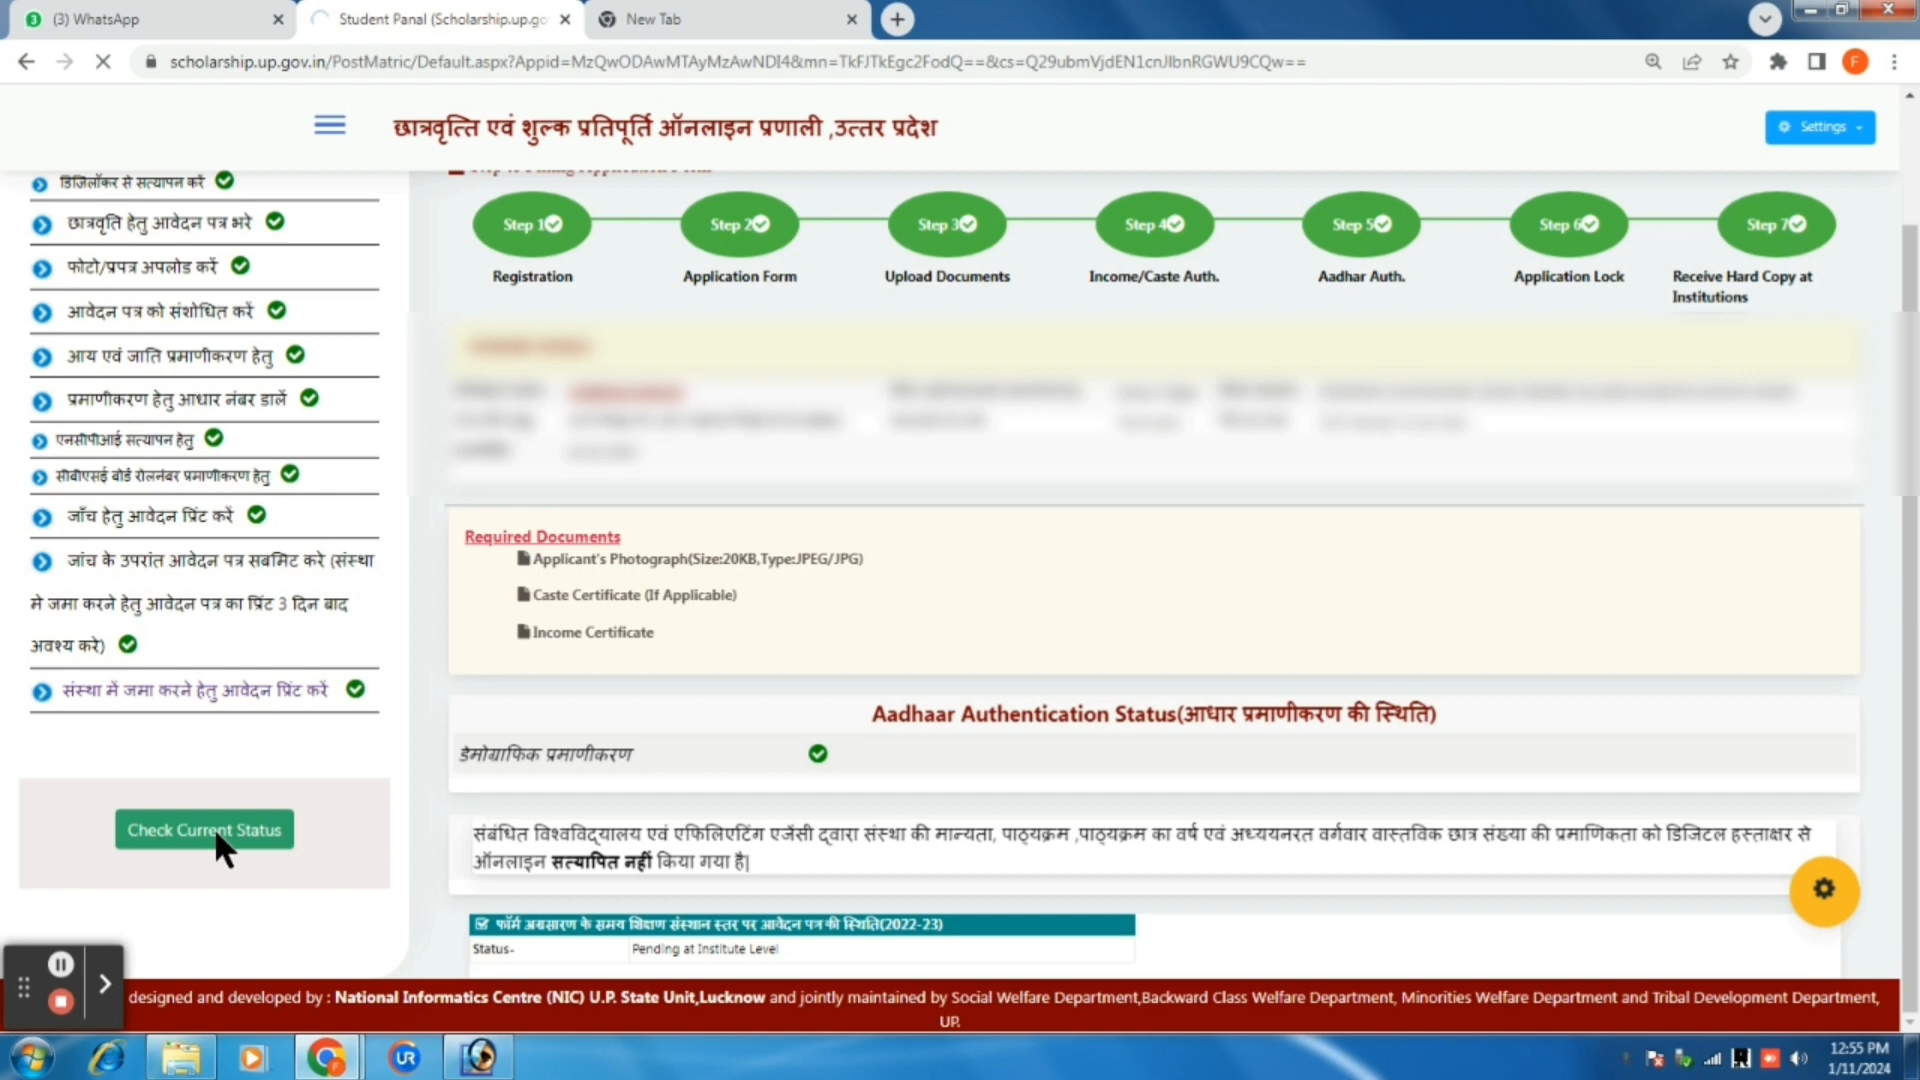 (3) WhatsApp
Student Panal (Scholarship.up.go
New Tab
scholarship.up.gov.in/PostMatric/Default.aspx?Appid=MzQwODAwMTAyMzAwNDI4&mn=TkFJTkEgc2FodQ==&cs=Q29ubmVjdEN1cnJlbnRGWU9CQw==
F
छात्रवृत्ति एवं शुल्क प्रतिपूर्ति ऑनलाइन प्रणाली ,उत्तर प्रदेश
Settings
डिजिलॉकर से सत्यापन करें
छात्रवृति हेतु आवेदन पत्र भरे
फोटो/प्रपत्र अपलोड करें
आवेदन पत्र को संशोधित करें
आय एवं जाति प्रमाणीकरण हेतु
प्रमाणीकरण हेतु आधार नंबर डालें
एनसीपीआई सत्यापन हेतु
सीबीएसई बोर्ड रोलनंबर प्रमाणीकरण हेतु
जाँच हेतु आवेदन प्रिंट करें
जांच के उपरांत आवेदन पत्र सबमिट करे (संस्था
मे जमा करने हेतु आवेदन पत्र का प्रिंट 3 दिन बाद
अवश्य करे)
संस्था में जमा करने हेतु आवेदन प्रिंट करें
Check Current Status
Step 1
Step 2
Step 3
Step 4
Step 5
Step 6
Step 7
Registration
Application Form
Upload Documents
Income/Caste Auth.
Aadhar Auth.
Application Lock
Receive Hard Copy at
Institutions
Required Documents
Applicant's Photograph(Size:20KB,Type:JPEG/JPG)
Caste Certificate (If Applicable)
Income Certificate
Aadhaar Authentication Status(आधार प्रमाणीकरण की स्थिति)
डेमोग्राफिक प्रमाणीकरण
संबंधित विश्वविद्यालय एवं एफिलिएटिंग एजेंसी द्वारा संस्था की मान्यता, पाठ्यक्रम ,पाठ्यक्रम का वर्ष एवं अध्ययनरत वर्गवार वास्तविक छात्र संख्या की प्रमाणिकता को डिजिटल हस्ताक्षर से
ऑनलाइन सत्यापित नहीं किया गया है|
फॉर्म अग्रसारण के समय शिक्षण संस्थान स्तर पर आवेदन पत्र की स्थिति(2022-23)
Status-
Pending at Institute Level
designed and developed by : National Informatics Centre (NIC) U.P. State Unit,Lucknow and jointly maintained by Social Welfare Department,Backward Class Welfare Department, Minorities Welfare Department and Tribal Development Department,
UP.
UR
12:55 PM
1/11/2024